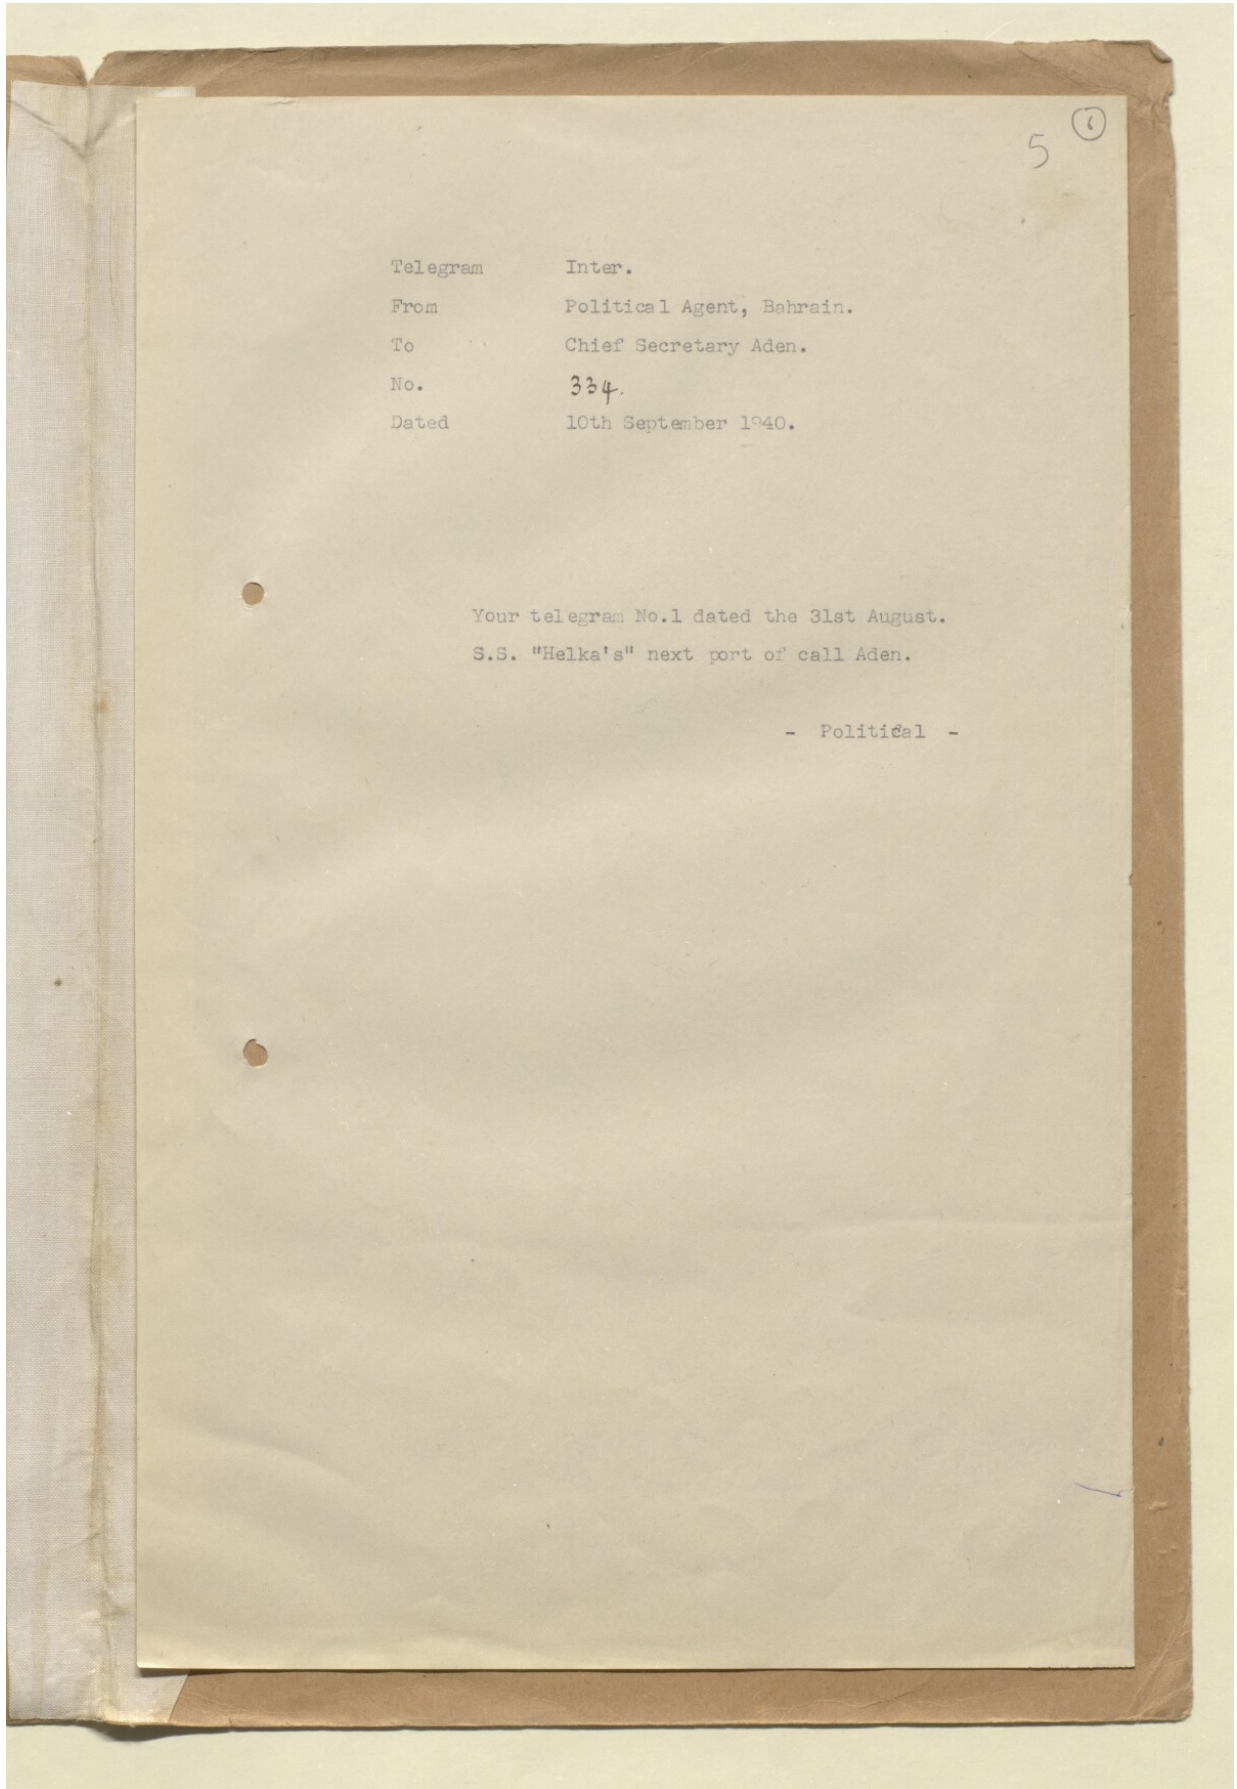 6
5
Telegram Inter.
From Political Agent, Bahrain.
To Chief Secretary Aden.
No. 334.
Dated 10th September 1940.
Your telegram No.1 dated the 31st August.
S.S. "Helka's" next port of call Aden.
- Political -